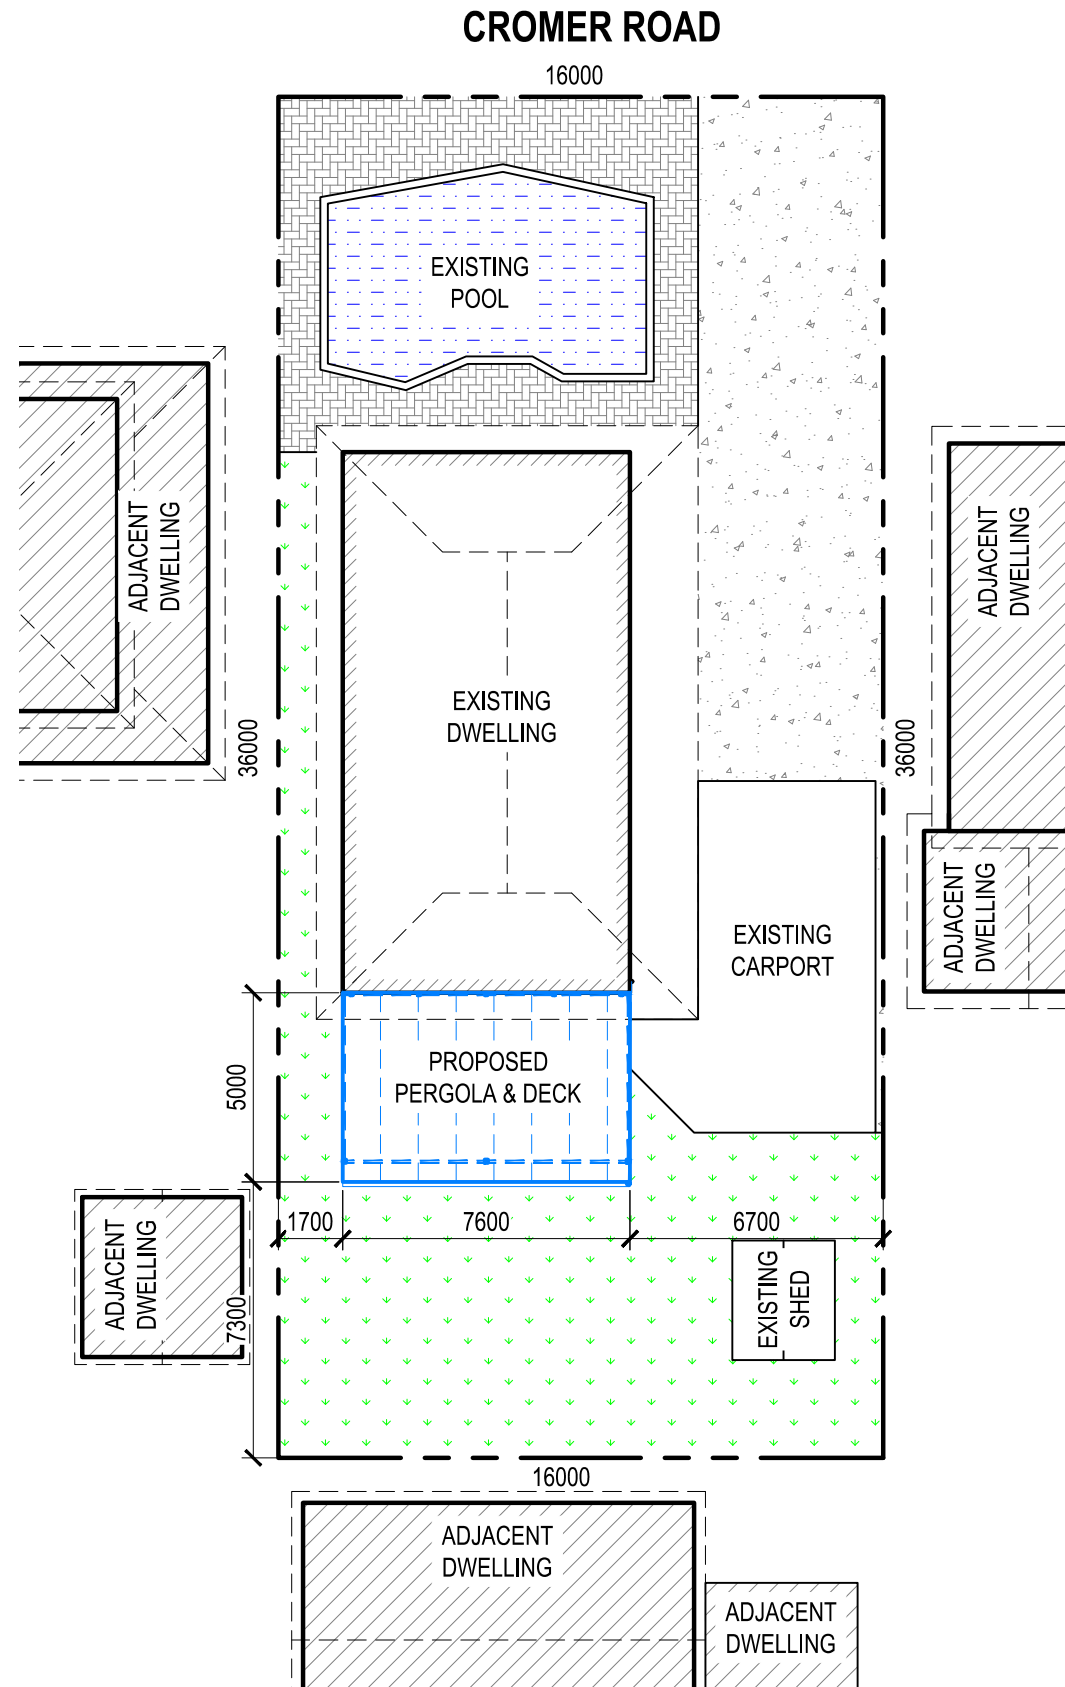 CROMER ROAD
16000
EXISTING
POOL
ADJACENT
DWELLING
ADJACENT
DWELLING
EXISTING
DWELLING
36000
36000
ADJACENT
DWELLING
EXISTING
CARPORT
PROPOSED
PERGOLA & DECK
5000
1700
7600
6700
ADJACENT
DWELLING
EXISTING
SHED
7300
16000
ADJACENT
DWELLING
ADJACENT
DWELLING